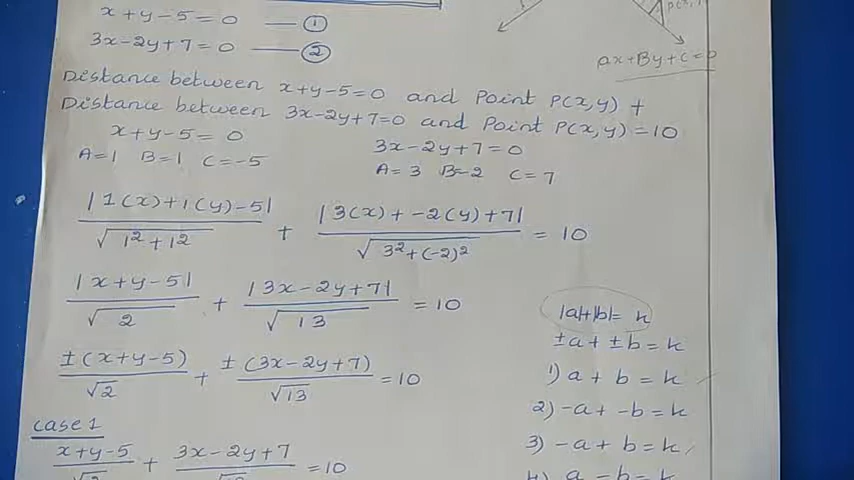 x+y-5=0 —— ①
3x-2y+7=0 —— ②
Ax+By+C=0
Distance between x+y-5=0 and Point P(x,y) +
Distance between 3x-2y+7=0 and Point P(x,y)=10
x+y-5=0
A=1 B=1 C=-5
3x-2y+7=0
A=3 B=-2 C=7
|1(x)+1(y)-5| / √1²+1² + |3(x)+-2(y)+7| / √3²+(-2)² = 10
|x+y-5| / √2 + |3x-2y+7| / √13 = 10
±(x+y-5) / √2 + ±(3x-2y+7) / √13 = 10
Case 1
x+y-5 + 3x-2y+7 = 10
|a|+|b|= k
±a + ±b = k
1) a + b = k
2) -a + -b = k
3) -a + b = k
a - b = k